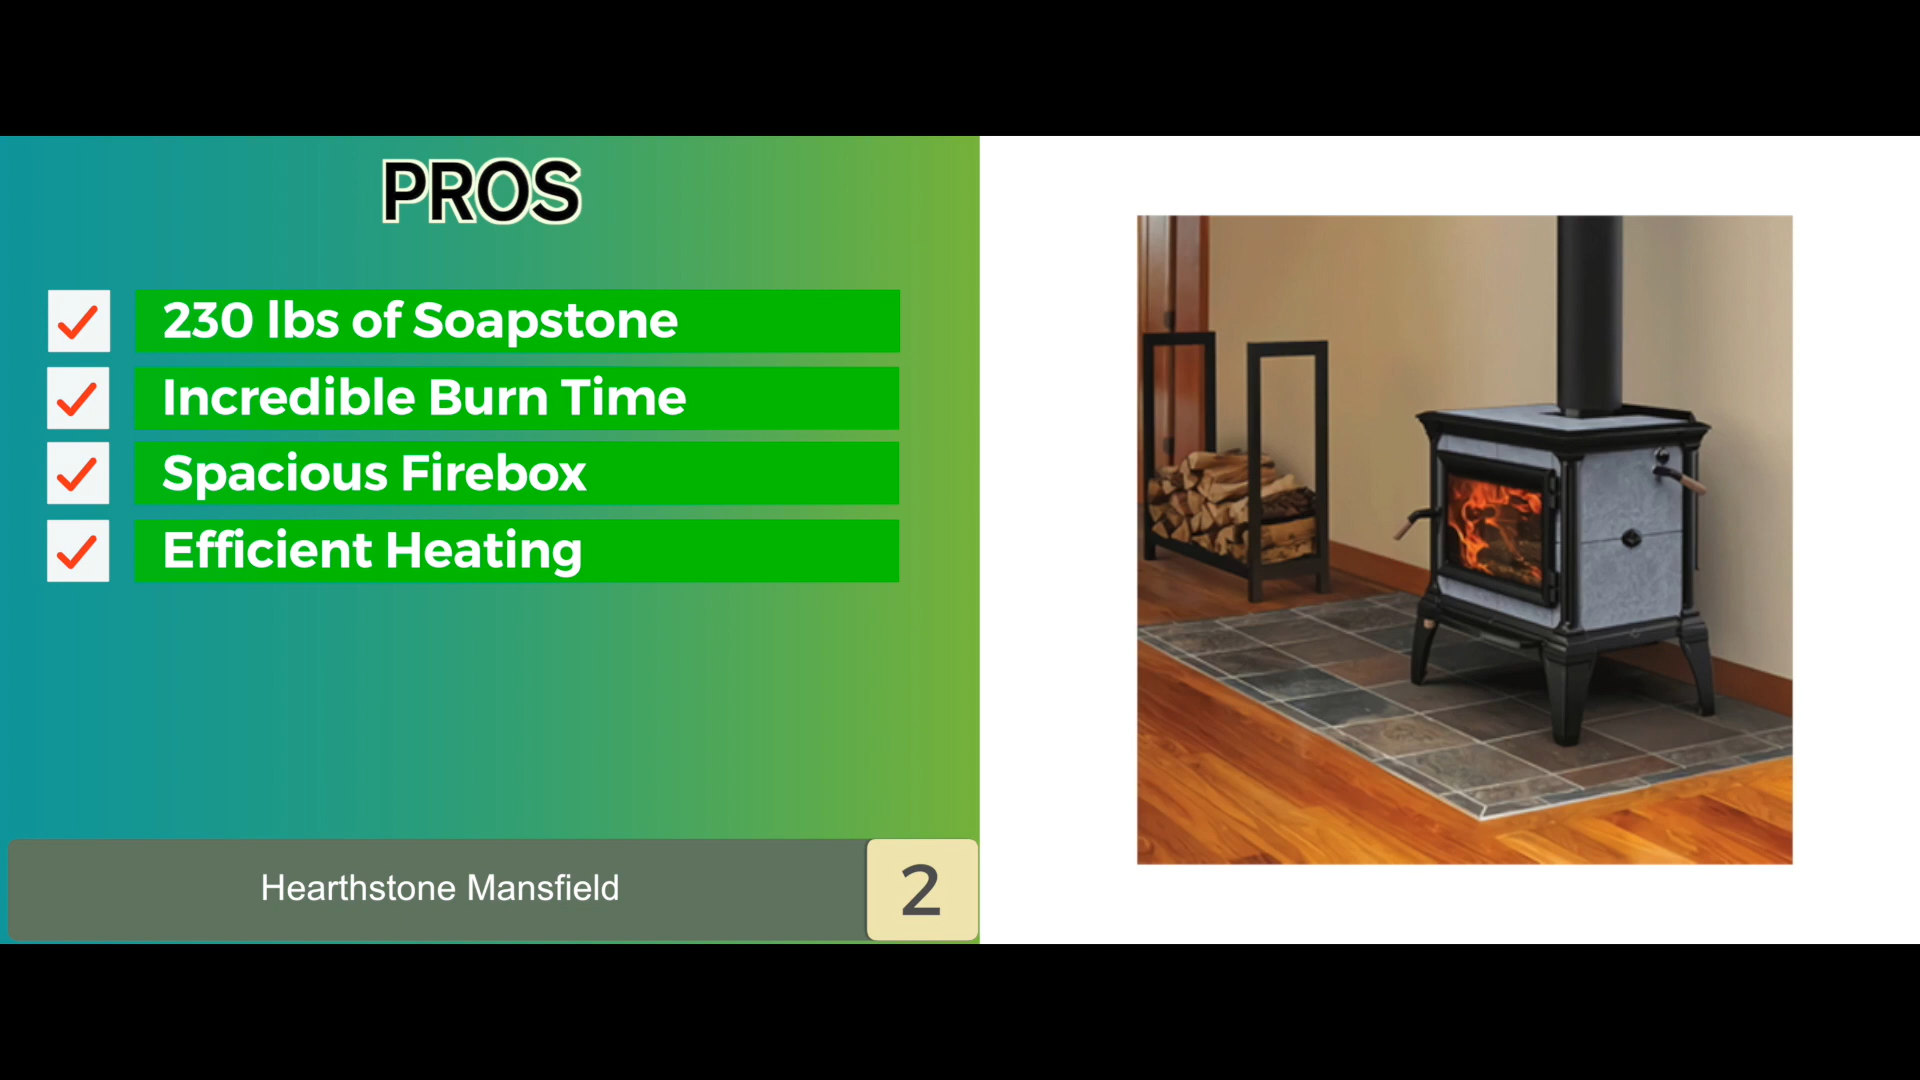 PROS
230 lbs of Soapstone
Incredible Burn Time
Spacious Firebox
Efficient Heating
Hearthstone Mansfield
2